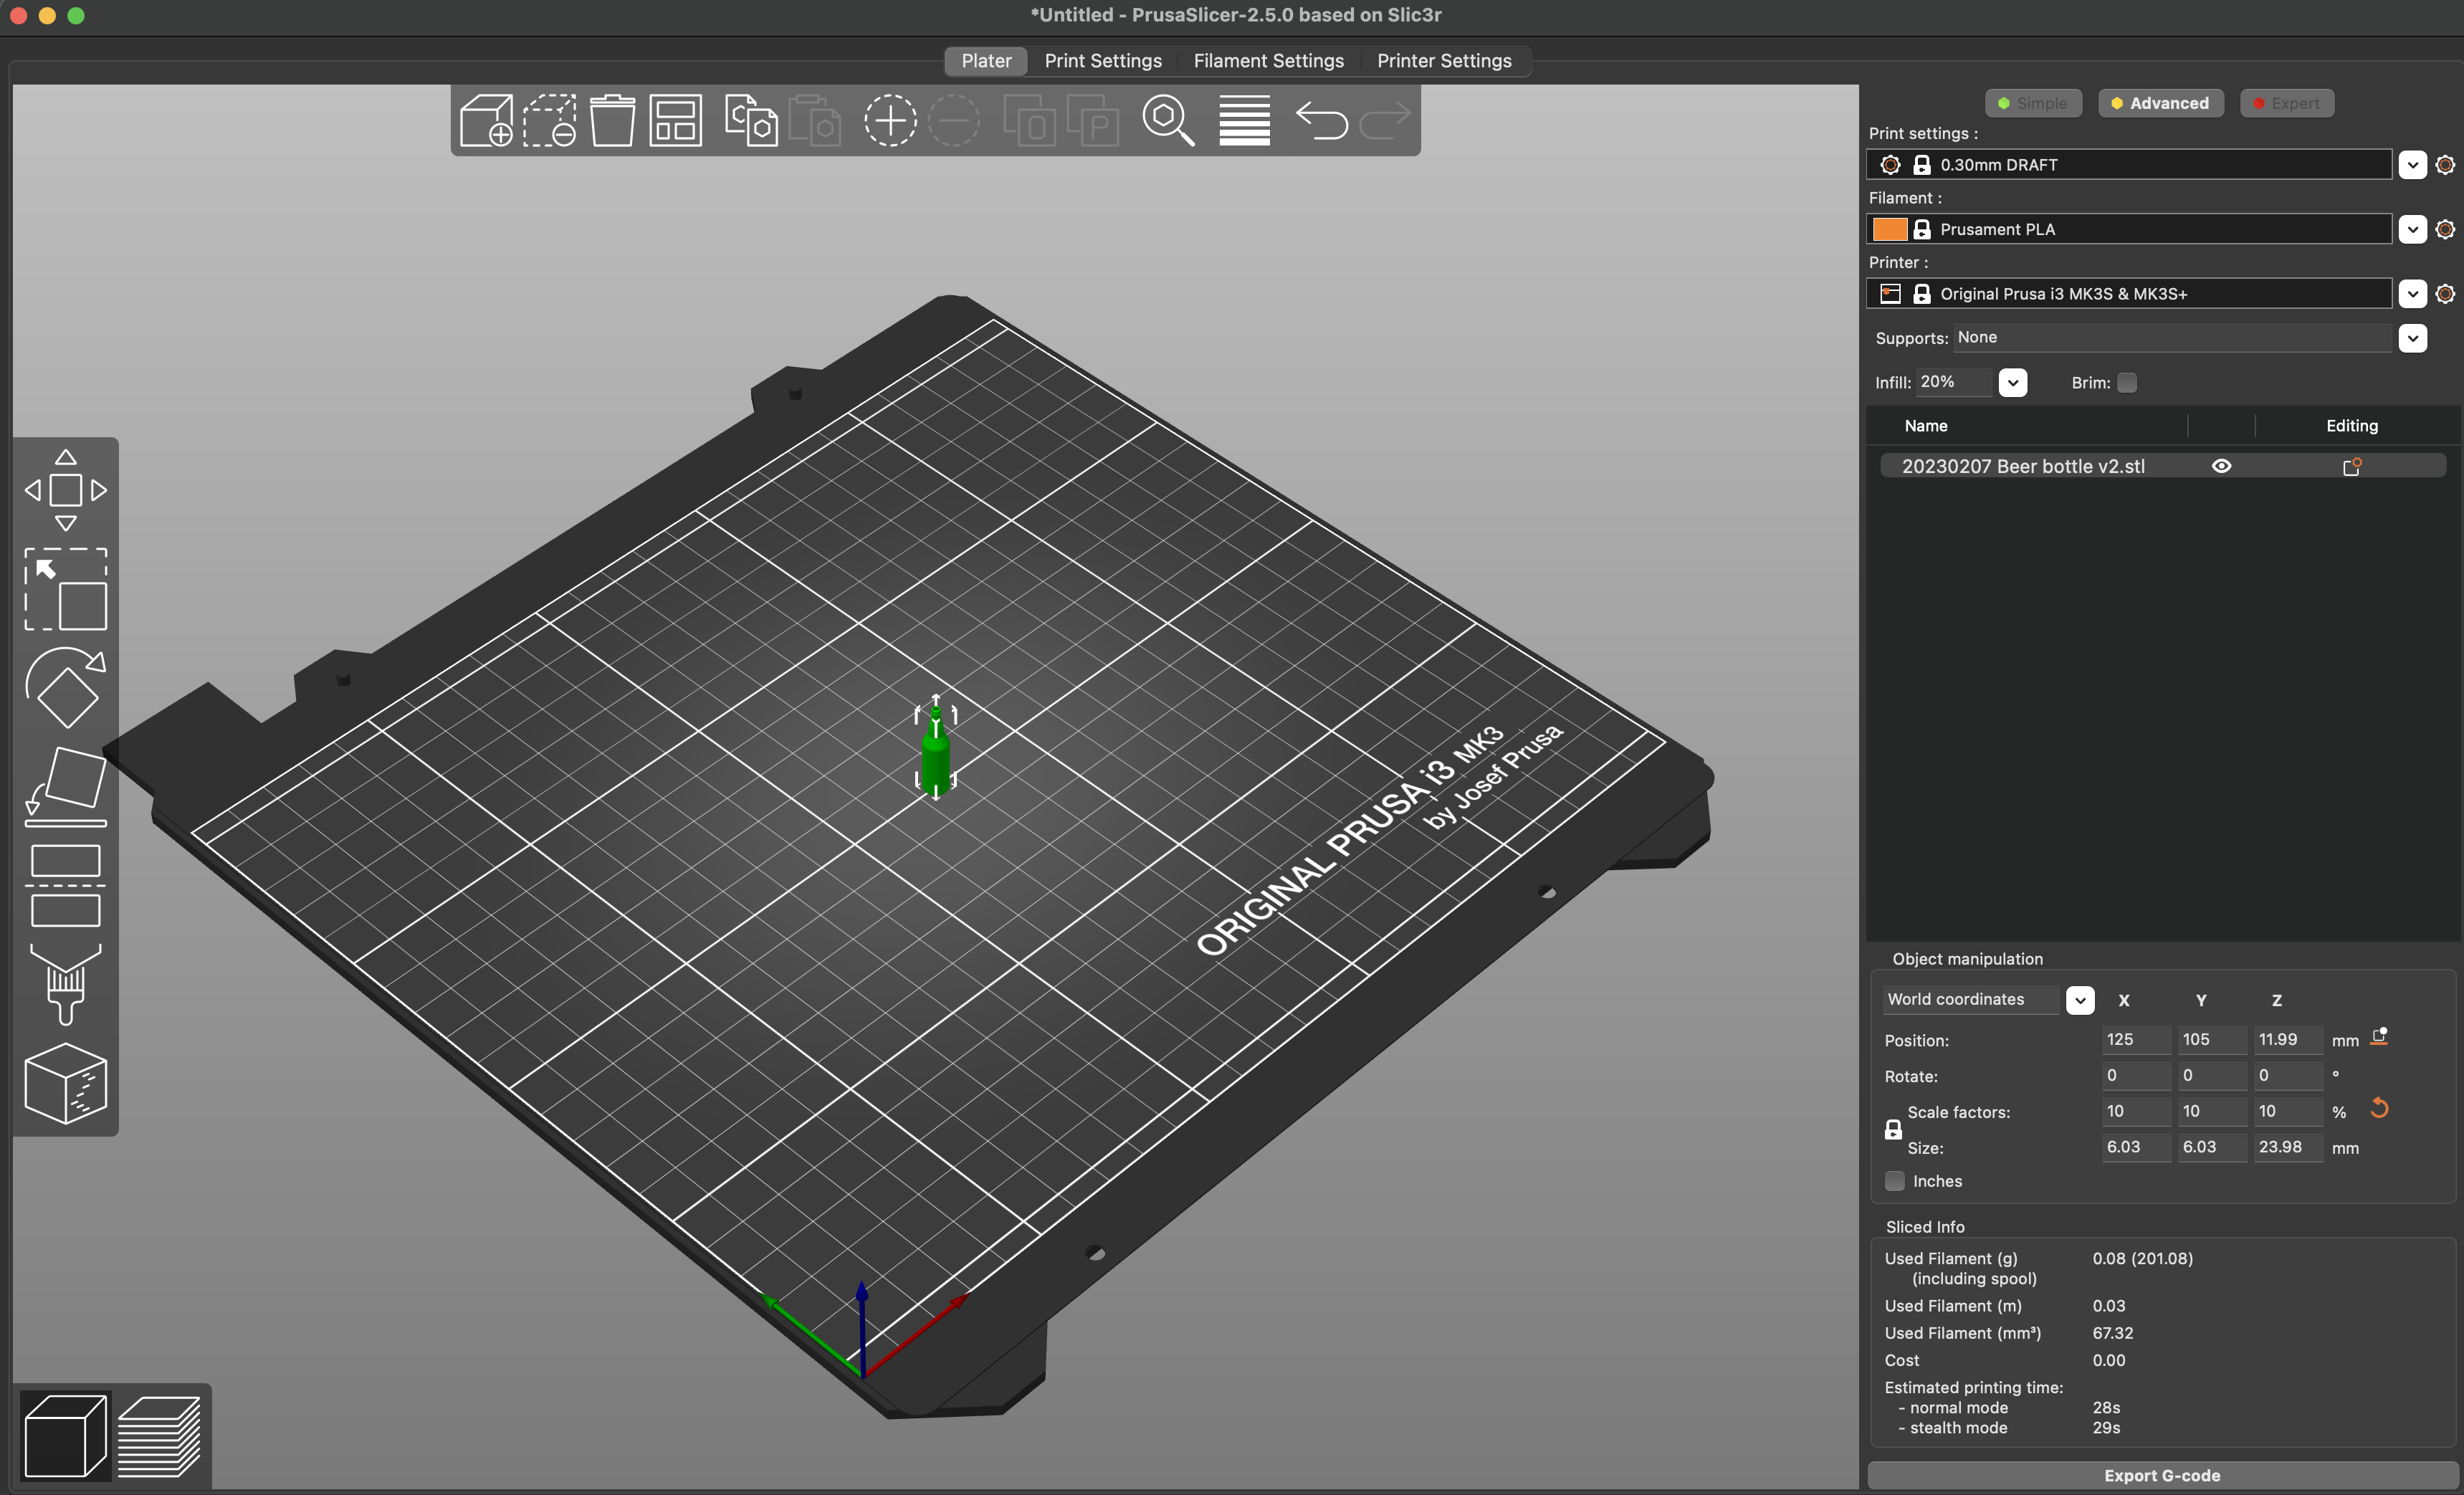 *Untitled - PrusaSlicer-2.5.0 based on Slic3r
Plater Print Settings Filament Settings Printer Settings
Simple Advanced Expert
Print settings :
0.30mm DRAFT
Filament :
Prusament PLA
Printer :
Original Prusa i3 MK3S & MK3S+
Supports: None
Infill: 20% Brim:
Name Editing
20230207 Beer bottle v2.stl
ORIGINAL PRUSA i3 MK3
by Josef Prusa
Object manipulation
World coordinates X Y Z
Position: 125 105 11.99 mm
Rotate: 0 0 0 °
Scale factors: 10 10 10 %
Size: 6.03 6.03 23.98 mm
Inches
Sliced Info
Used Filament (g) 0.08 (201.08)
(including spool)
Used Filament (m) 0.03
Used Filament (mm³) 67.32
Cost 0.00
Estimated printing time:
- normal mode 28s
- stealth mode 29s
Export G-code